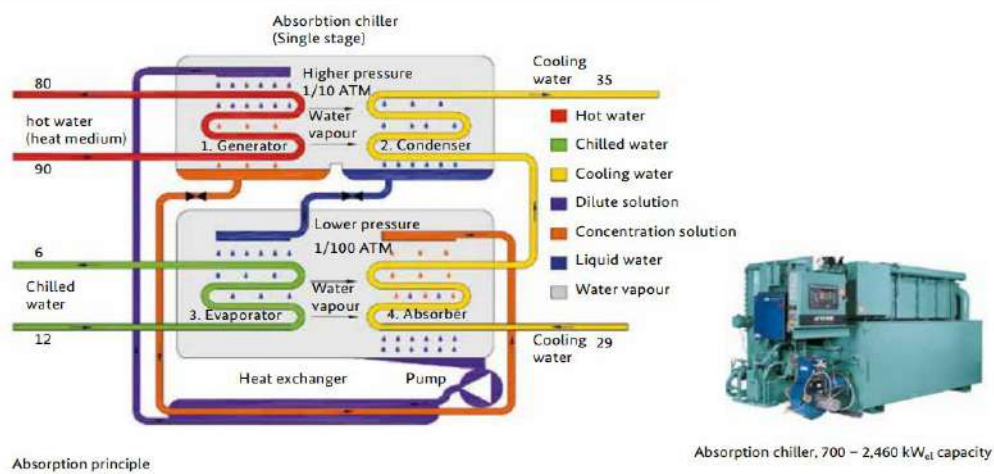 Absorbtion chiller
(Single stage)
Cooling
water 35
80
Higher pressure
1/10 ATM
Hot water
hot water
(heat medium)
Water
vapour
Chilled water
1. Generator
2. Condenser
90
Cooling water
Dilute solution
Lower pressure
1/100 ATM
Concentration solution
6
Liquid water
Chilled
water
Water
vapour
Water vapour
3. Evaporator
4. Absorber
12
Cooling
water 29
Heat exchanger
Pump
Absorption chiller, 700 – 2,460 kWel capacity
Absorption principle